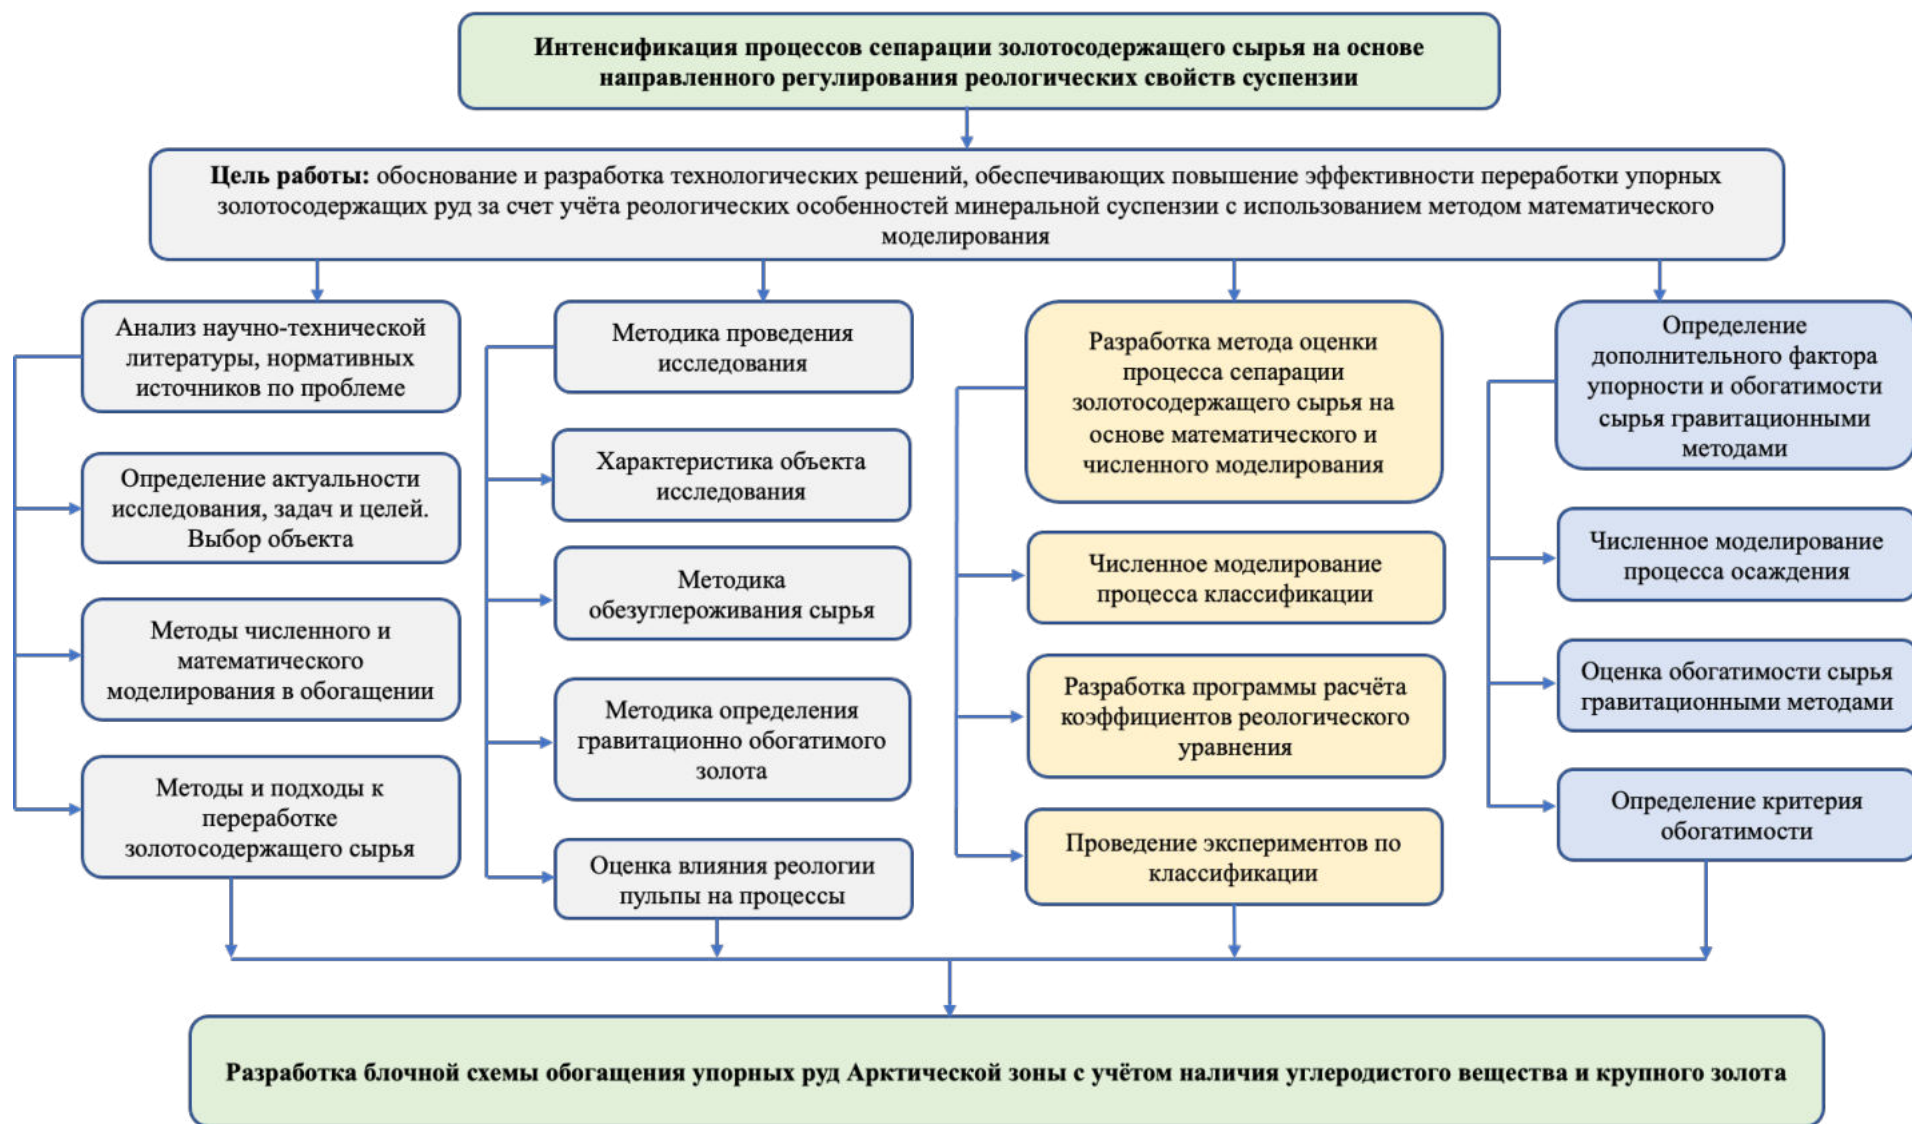 Интенсификация процессов сепарации золотосодержащего сырья на основе
направленного регулирования реологических свойств суспензии
Цель работы: обоснование и разработка технологических решений, обеспечивающих повышение эффективности переработки упорных
золотосодержащих руд за счет учёта реологических особенностей минеральной суспензии с использованием методом математического
моделирования
Анализ научно-технической
литературы, нормативных
источников по проблеме
Определение актуальности
исследования, задач и целей.
Выбор объекта
Методы численного и
математического
моделирования в обогащении
Методы и подходы к
переработке
золотосодержащего сырья
Методика проведения
исследования
Характеристика объекта
исследования
Методика
обезуглероживания сырья
Методика определения
гравитационно обогатимого
золота
Оценка влияния реологии
пульпы на процессы
Разработка метода оценки
процесса сепарации
золотосодержащего сырья на
основе математического и
численного моделирования
Численное моделирование
процесса классификации
Разработка программы расчёта
коэффициентов реологического
уравнения
Проведение экспериментов по
классификации
Определение
дополнительного фактора
упорности и обогатимости
сырья гравитационными
методами
Численное моделирование
процесса осаждения
Оценка обогатимости сырья
гравитационными методами
Определение критерия
обогатимости
Разработка блочной схемы обогащения упорных руд Арктической зоны с учётом наличия углеродистого вещества и крупного золота